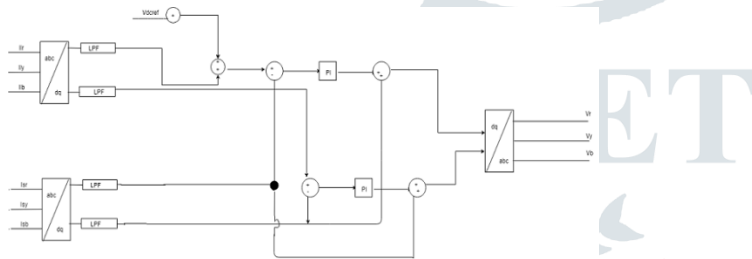 Vdcref
Ilr
Ily
Ilb
abc
dq
LPF
LPF
PI
dq
abc
Vr
Vy
Vb
Isr
Isy
Isb
abc
dq
LPF
LPF
PI
ET